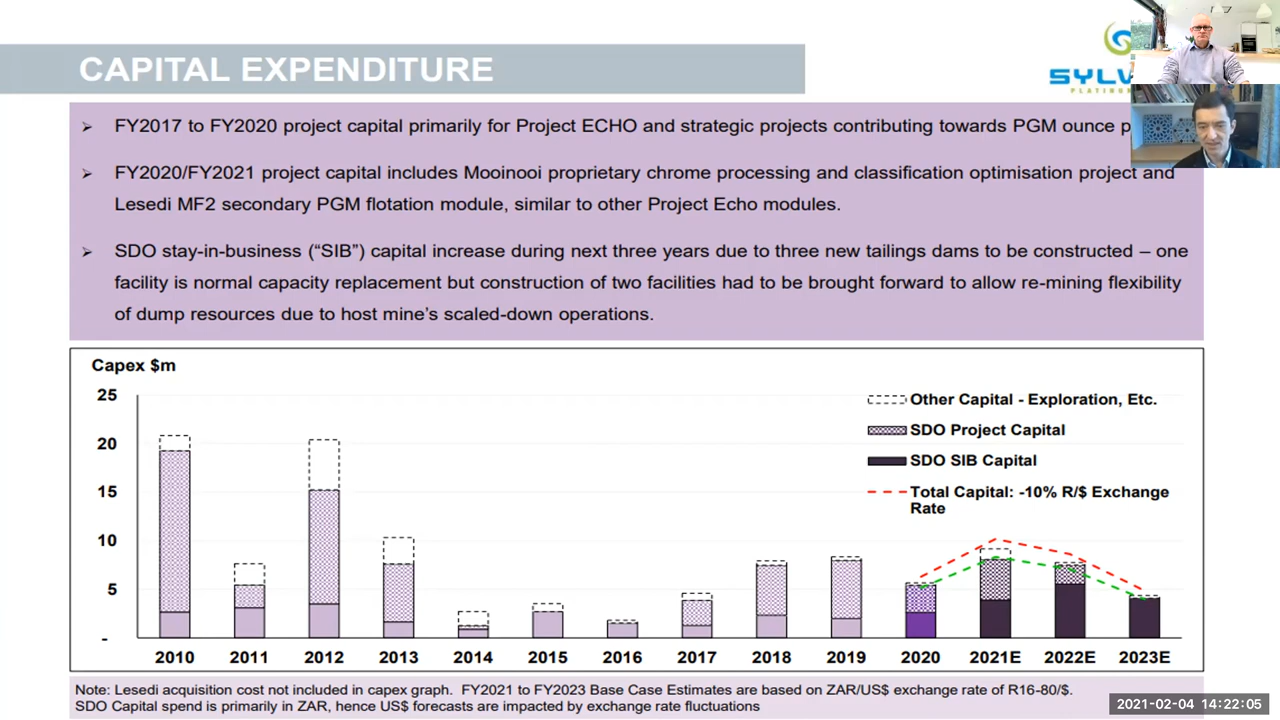 CAPITAL EXPENDITURE
SYLV
PLATINU
FY2017 to FY2020 project capital primarily for Project ECHO and strategic projects contributing towards PGM ounce p
FY2020/FY2021 project capital includes Mooinooi proprietary chrome processing and classification optimisation project and
Lesedi MF2 secondary PGM flotation module, similar to other Project Echo modules.
SDO stay-in-business (“SIB”) capital increase during next three years due to three new tailings dams to be constructed – one
facility is normal capacity replacement but construction of two facilities had to be brought forward to allow re-mining flexibility
of dump resources due to host mine’s scaled-down operations.
Capex $m
25
20
15
10
5
-
Other Capital - Exploration, Etc.
SDO Project Capital
SDO SIB Capital
Total Capital: -10% R/$ Exchange
Rate
2010 2011 2012 2013 2014 2015 2016 2017 2018 2019 2020 2021E 2022E 2023E
Note: Lesedi acquisition cost not included in capex graph. FY2021 to FY2023 Base Case Estimates are based on ZAR/US$ exchange rate of R16-80/$.
SDO Capital spend is primarily in ZAR, hence US$ forecasts are impacted by exchange rate fluctuations
2021-02-04 14:22:05